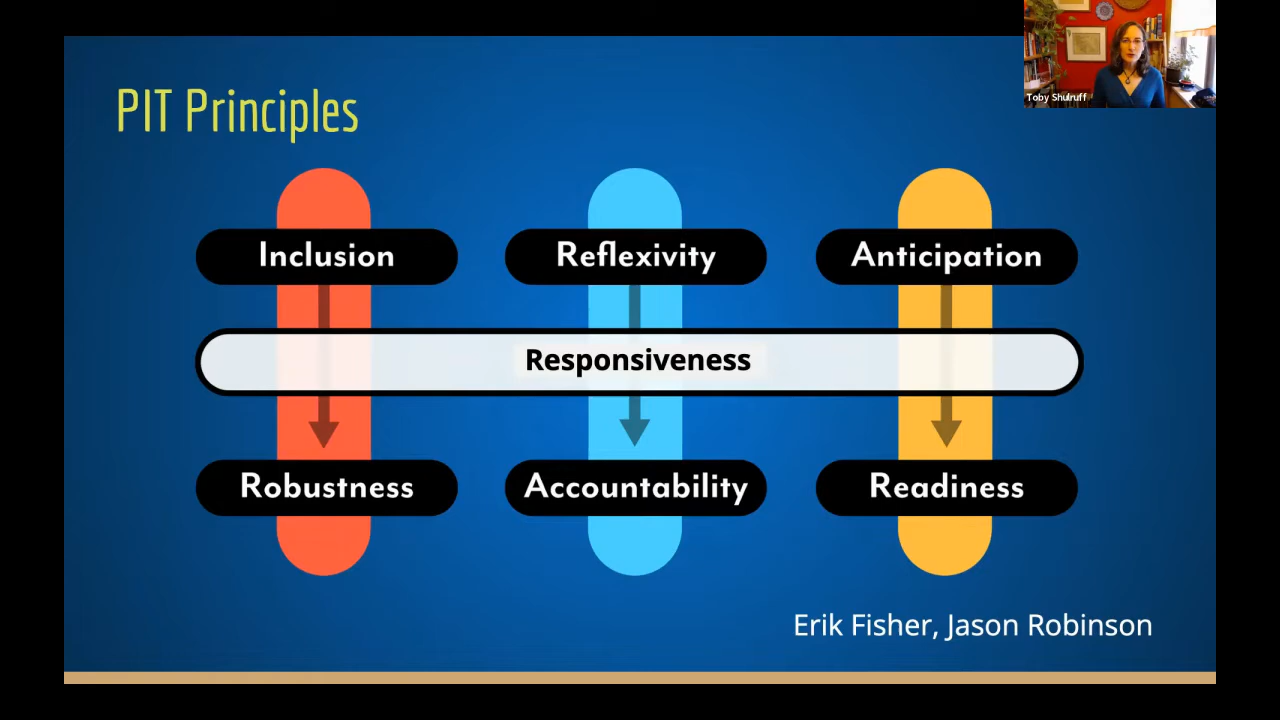 PIT Principles
Toby Shulruff
Inclusion
Reflexivity
Anticipation
Responsiveness
Robustness
Accountability
Readiness
Erik Fisher, Jason Robinson